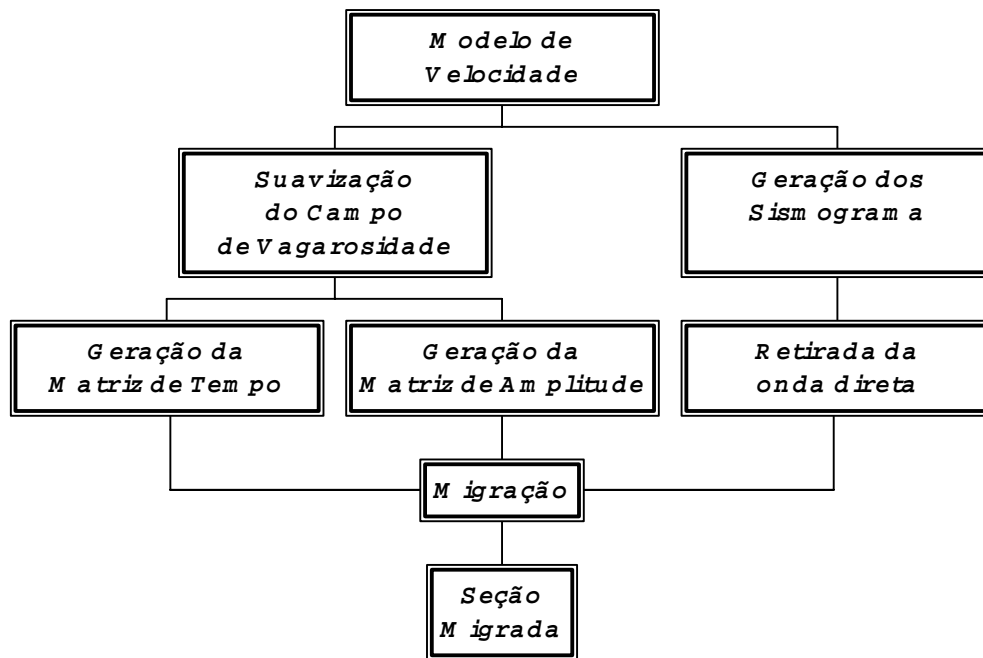 Modelo de
Velocidade
Suavização
do Campo
de Vagarosidade
Geração dos
Sismograma
Geração da
Matriz de Tempo
Geração da
Matriz de Amplitude
Retirada da
onda direta
Migração
Seção
Migrada